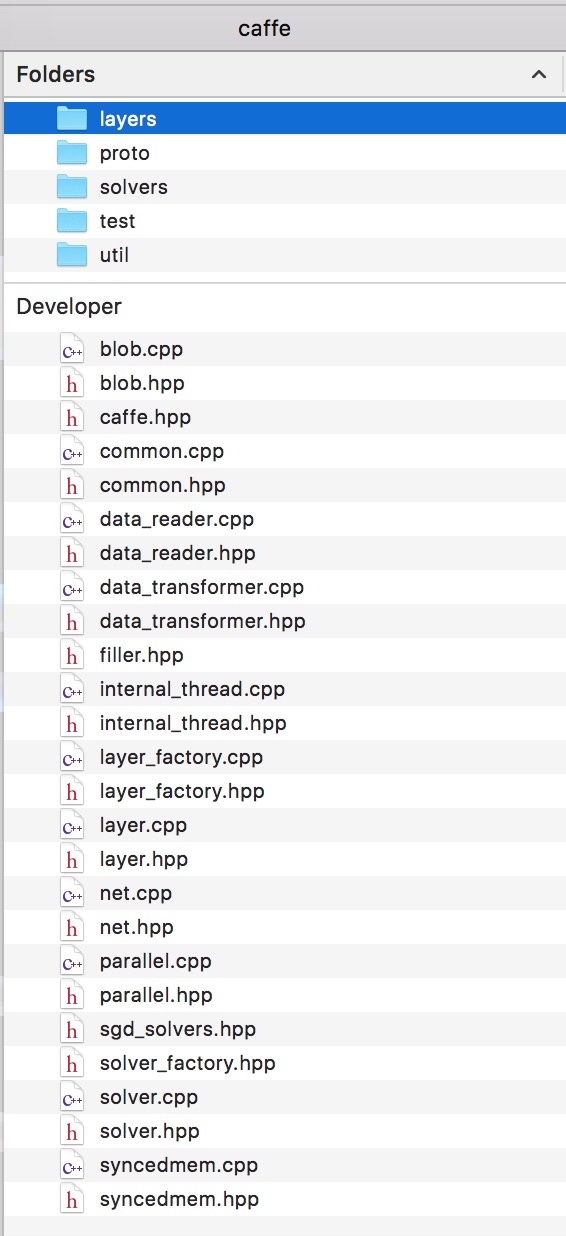 caffe
Folders
layers
proto
solvers
test
util
Developer
C++ blob.cpp
h blob.hpp
h caffe.hpp
C++ common.cpp
h common.hpp
C++ data_reader.cpp
h data_reader.hpp
C++ data_transformer.cpp
h data_transformer.hpp
h filler.hpp
C++ internal_thread.cpp
h internal_thread.hpp
C++ layer_factory.cpp
h layer_factory.hpp
C++ layer.cpp
h layer.hpp
C++ net.cpp
h net.hpp
C++ parallel.cpp
h parallel.hpp
h sgd_solvers.hpp
h solver_factory.hpp
C++ solver.cpp
h solver.hpp
C++ syncedmem.cpp
h syncedmem.hpp